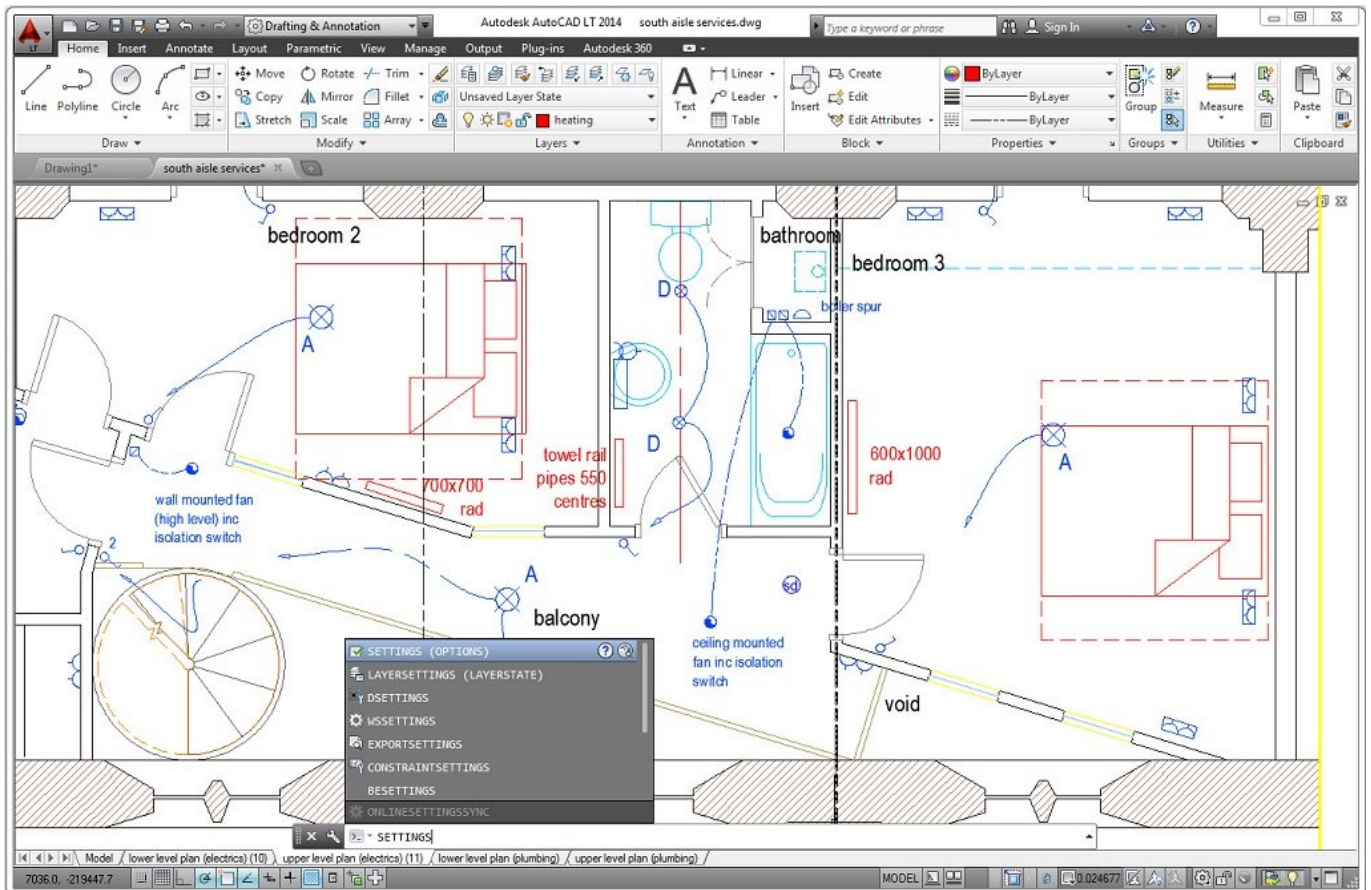 Drafting & Annotation
Autodesk AutoCAD LT 2014 south aisle services.dwg
Type a keyword or phrase
Sign In
LT
Home Insert Annotate Layout Parametric View Manage Output Plug-ins Autodesk 360
Line
Polyline
Circle
Arc
Move
Rotate
Trim
Copy
Mirror
Fillet
Stretch
Scale
Array
Unsaved Layer State
heating
Text
Linear
Leader
Table
Insert
Create
Edit
Edit Attributes
ByLayer
ByLayer
ByLayer
Group
Measure
Paste
Draw
Modify
Layers
Annotation
Block
Properties
Groups
Utilities
Clipboard
Drawing1*
south aisle services*
bedroom 2
bathroom
bedroom 3
D
boiler spur
A
D
towel rail
pipes 550
centres
700x700
rad
600x1000
rad
A
wall mounted fan
(high level) inc
isolation switch
2
A
sd
balcony
ceiling mounted
fan inc isolation
switch
void
SETTINGS (OPTIONS)
LAYERSETTINGS (LAYERSTATE)
DSETTINGS
WSSETTINGS
EXPORTSETTINGS
CONSTRAINTSETTINGS
BESETTINGS
ONLINESETTINGSSYNC
SETTINGS
Model
lower level plan (electrics) (10)
upper level plan (electrics) (11)
lower level plan (plumbing)
upper level plan (plumbing)
7036.0, -219447.7
MODEL
0.024677